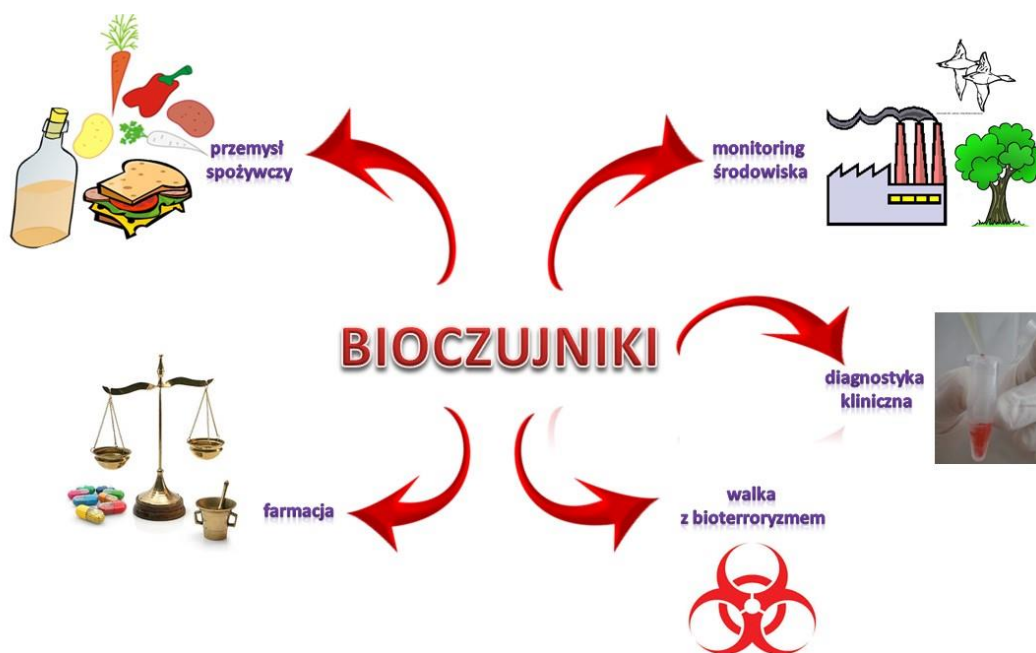 przemysł
spożywczy
monitoring
środowiska
BIOCZUJNIKI
diagnostyka
kliniczna
farmacja
walka
z bioterroryzmem